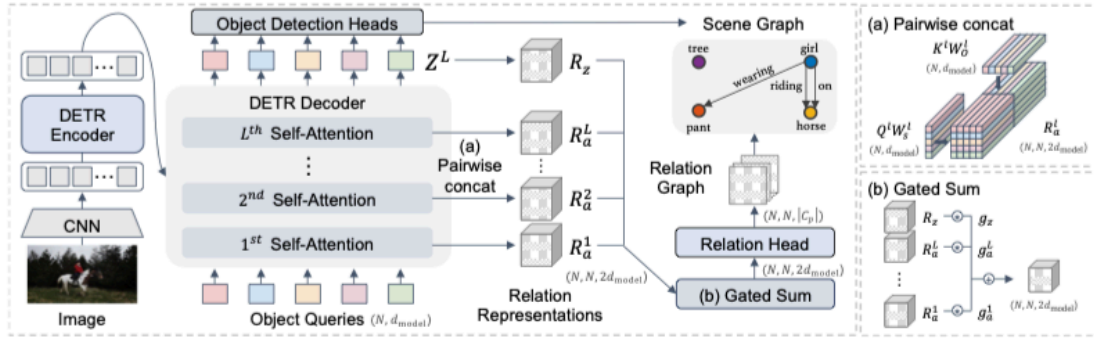 Object Detection Heads
Scene Graph
tree
girl
wearing
riding
on
pant
horse
DETR
Encoder
CNN
Image
Z^L
DETR Decoder
L^th Self-Attention
⋮
2^nd Self-Attention
1^st Self-Attention
Object Queries (N, d_model)
(a)
Pairwise
concat
R_z
R_a^L
⋮
R_a^2
R_a^1
(N, N, 2d_model)
Relation
Representations
Relation
Graph
(N, N, |C_p|)
Relation Head
(N, N, 2d_model)
(b) Gated Sum
(a) Pairwise concat
K^l W_o^l
(N, d_model)
Q^l W_s^l
(N, d_model)
R_a^l
(N, N, 2d_model)
(b) Gated Sum
R_z g_z
R_a^L g_a^L
⋮
R_a^1 g_a^1
(N, N, 2d_model)